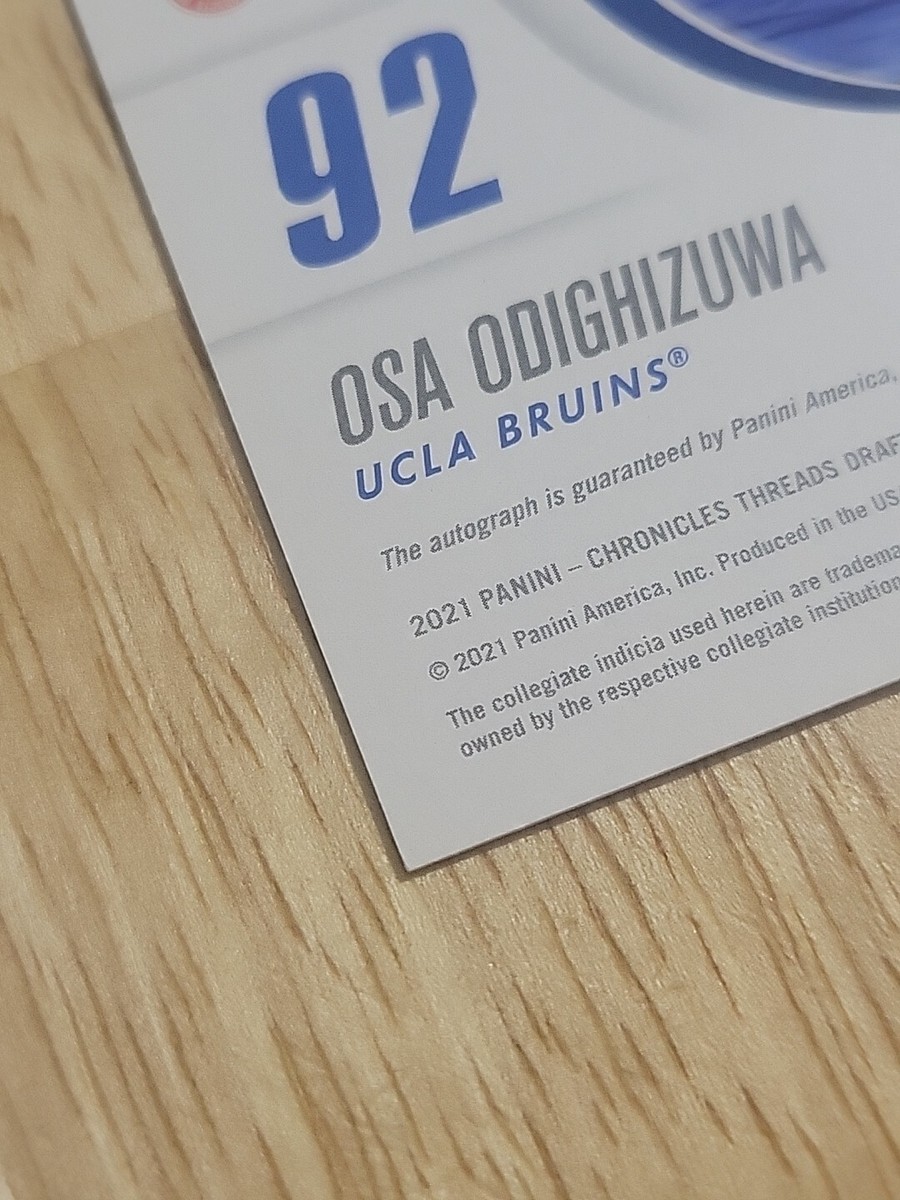 92
OSA ODIGHIZUWA
UCLA BRUINS®
The autograph is guaranteed by Panini America,
2021 PANINI – CHRONICLES THREADS
© 2021 Panini America, Inc. Produced in the
The collegiate indicia used herein are
owned by the respective collegiate